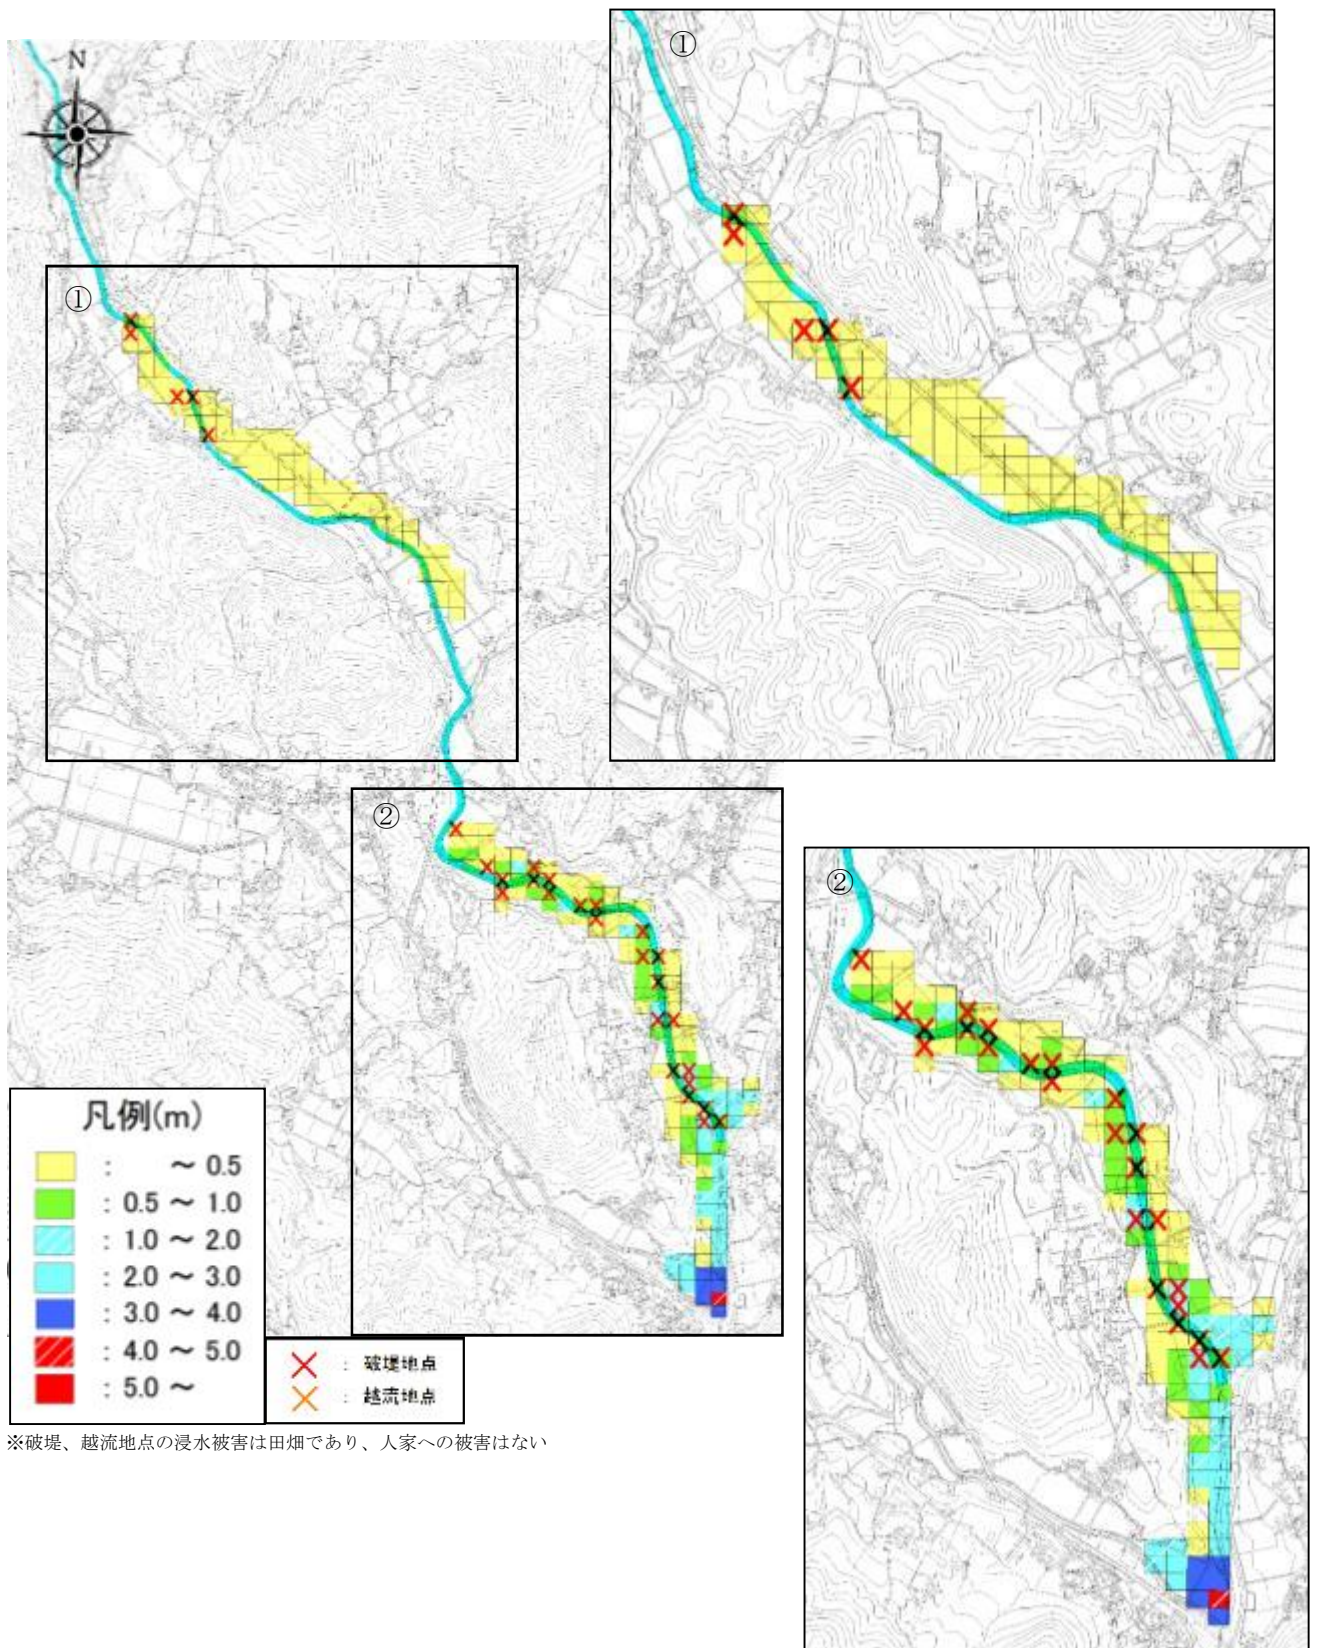 N
①
①
②
②
凡例(m)
: ～ 0.5
: 0.5 ～ 1.0
: 1.0 ～ 2.0
: 2.0 ～ 3.0
: 3.0 ～ 4.0
: 4.0 ～ 5.0
: 5.0 ～
: 破堤地点
: 越流地点
※破堤、越流地点の浸水被害は田畑であり、人家への被害はない